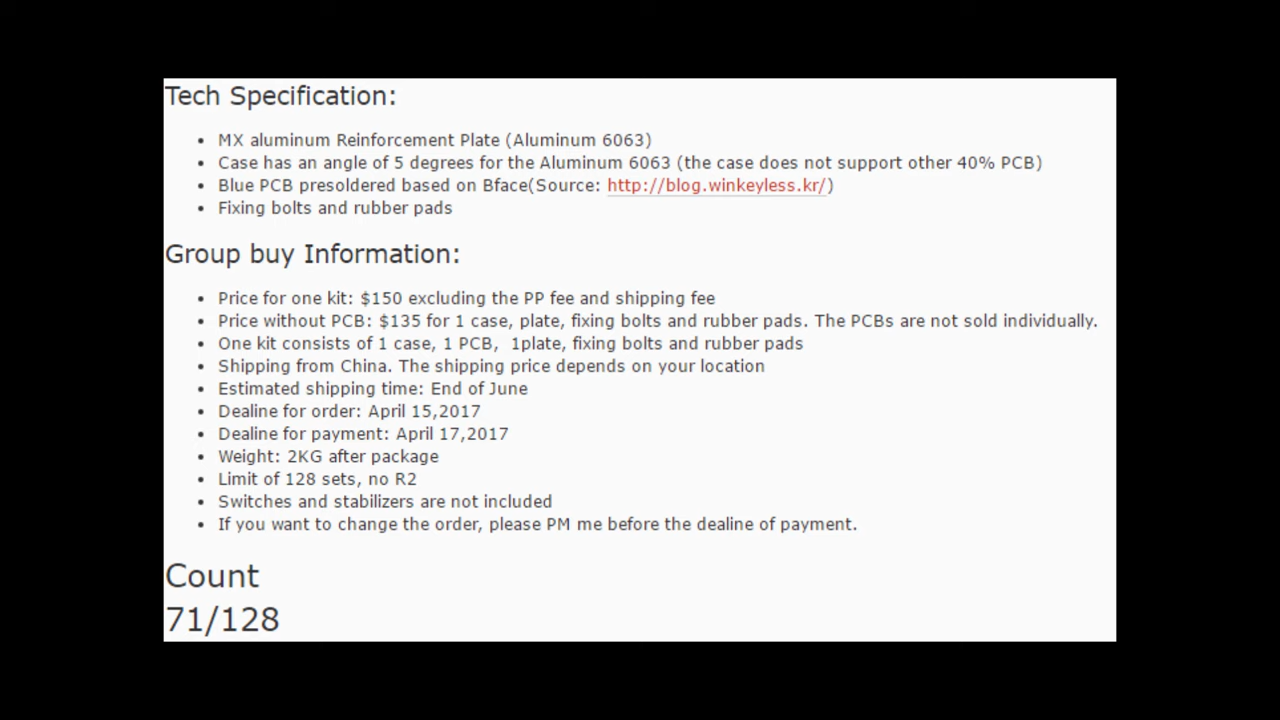 Tech Specification:
• MX aluminum Reinforcement Plate (Aluminum 6063)
• Case has an angle of 5 degrees for the Aluminum 6063 (the case does not support other 40% PCB)
• Blue PCB presoldered based on Bface(Source: http://blog.winkeyless.kr/)
• Fixing bolts and rubber pads
Group buy Information:
• Price for one kit: $150 excluding the PP fee and shipping fee
• Price without PCB: $135 for 1 case, plate, fixing bolts and rubber pads. The PCBs are not sold individually.
• One kit consists of 1 case, 1 PCB,  1plate, fixing bolts and rubber pads
• Shipping from China. The shipping price depends on your location
• Estimated shipping time: End of June
• Dealine for order: April 15,2017
• Dealine for payment: April 17,2017
• Weight: 2KG after package
• Limit of 128 sets, no R2
• Switches and stabilizers are not included
• If you want to change the order, please PM me before the dealine of payment.
Count
71/128